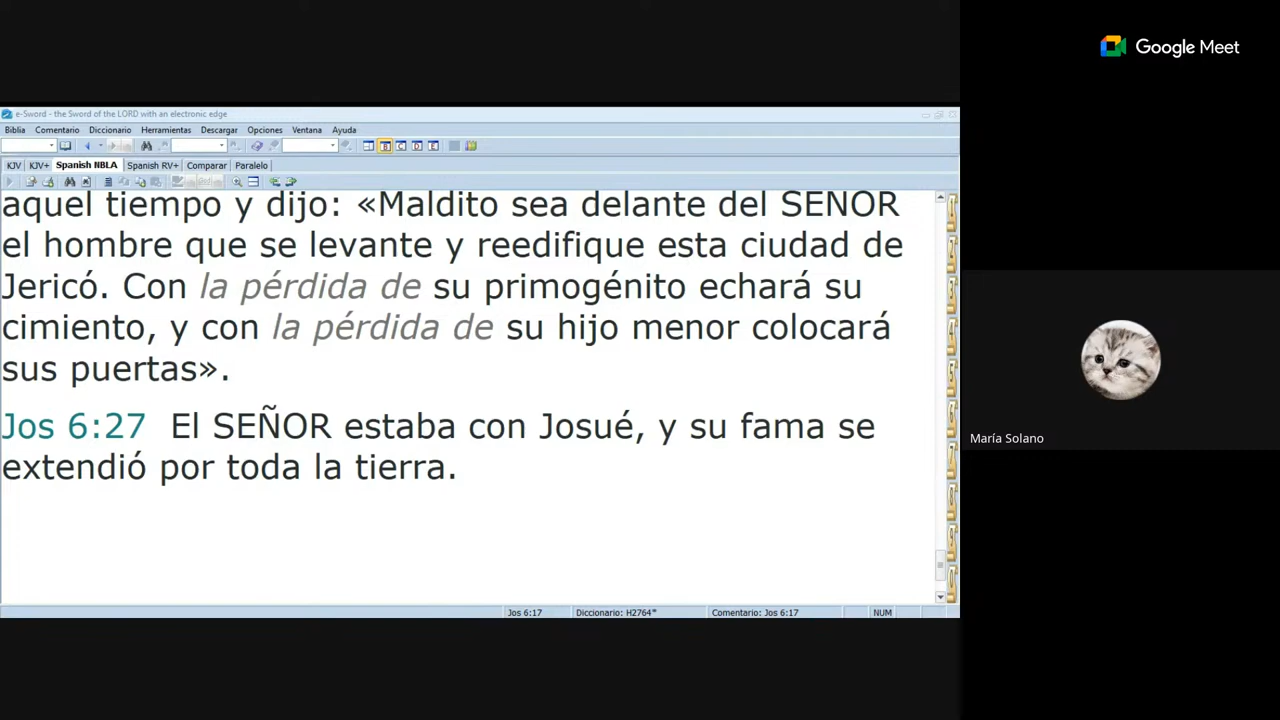 Google Meet
e-Sword - the Sword of the LORD with an electronic edge
Biblia Comentario Diccionario Herramientas Descargar Opciones Ventana Ayuda
KJV KJV+ Spanish NBLA Spanish RV+ Comparar Paralelo
aquel tiempo y dijo: «Maldito sea delante del SEÑOR
el hombre que se levante y reedifique esta ciudad de
Jericó. Con la pérdida de su primogénito echará su
cimiento, y con la pérdida de su hijo menor colocará
sus puertas».
Jos 6:27 El SEÑOR estaba con Josué, y su fama se
extendió por toda la tierra.
María Solano
Jos 6:17 Diccionario: H2764* Comentario: Jos 6:17 NUM